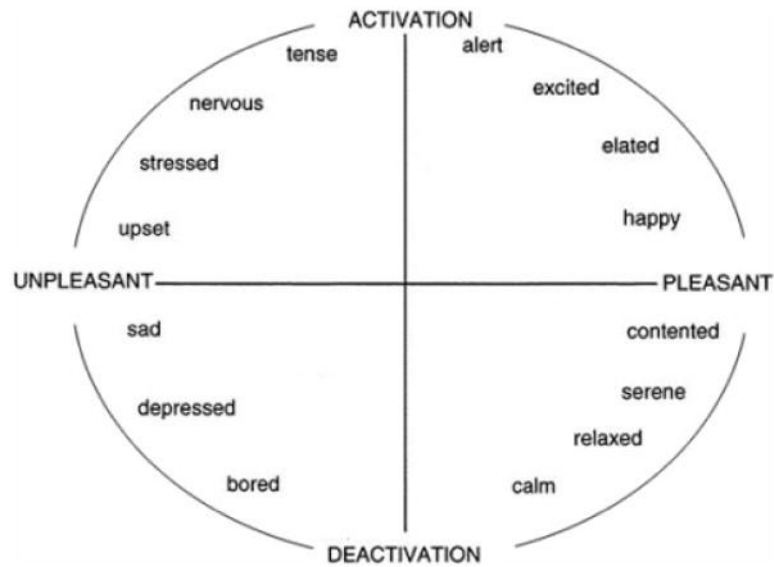 ACTIVATION
tense
alert
nervous
excited
stressed
elated
upset
happy
UNPLEASANT
PLEASANT
sad
contented
depressed
serene
relaxed
bored
calm
DEACTIVATION